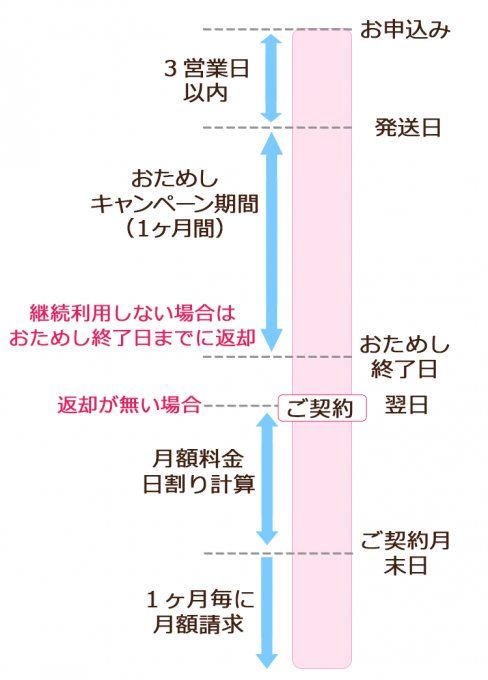 お申込み
３営業日
以内
発送日
おためし
キャンペーン期間
（1ヶ月間）
継続利用しない場合は
おためし終了日までに返却
おためし
終了日
返却が無い場合
ご契約
翌日
月額料金
日割り計算
ご契約月
末日
１ヶ月毎に
月額請求